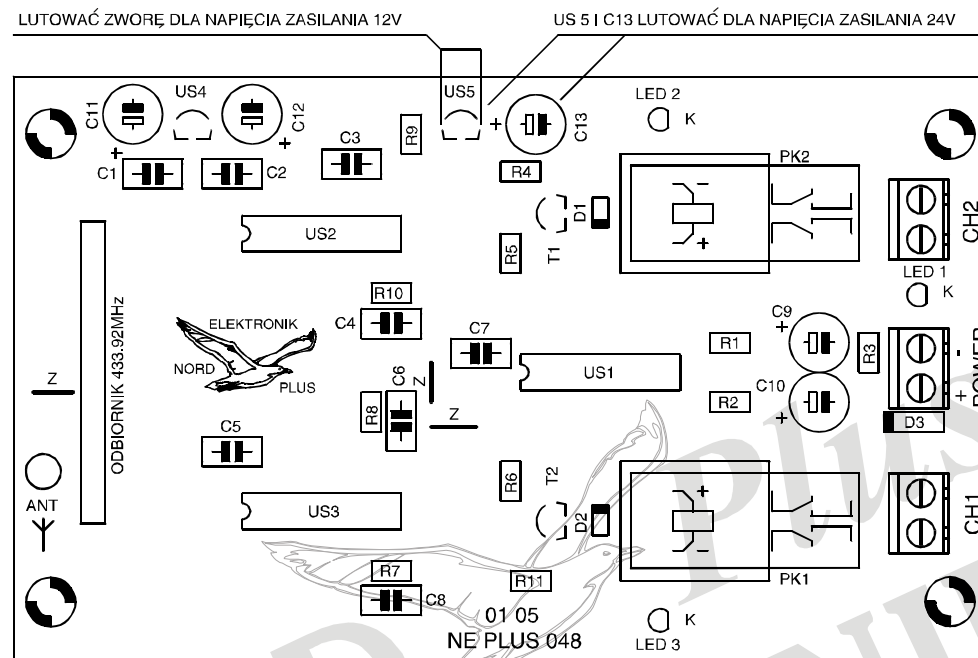 LUTOWAĆ ZWORĘ DLA NAPIĘCIA ZASILANIA 12V
US 5 I C13 LUTOWAĆ DLA NAPIĘCIA ZASILANIA 24V
C11
US4
C12
US5
C13
LED 2
K
+
+
+
R9
C3
C1
C2
R4
PK2
-
+
D1
T1
CH2
US2
R5
LED 1
K
R10
C4
ELEKTRONIK
NORD
PLUS
C7
C9
+
R1
R3
-
+
POWER
Z
ODBIORNIK 433.92MHz
C6
Z
US1
R8
Z
R2
C10
+
D3
C5
ANT
R6
T2
D2
+
-
CH1
US3
PK1
R7
R11
C8
01 05
NE PLUS 048
K
LED 3
Plus